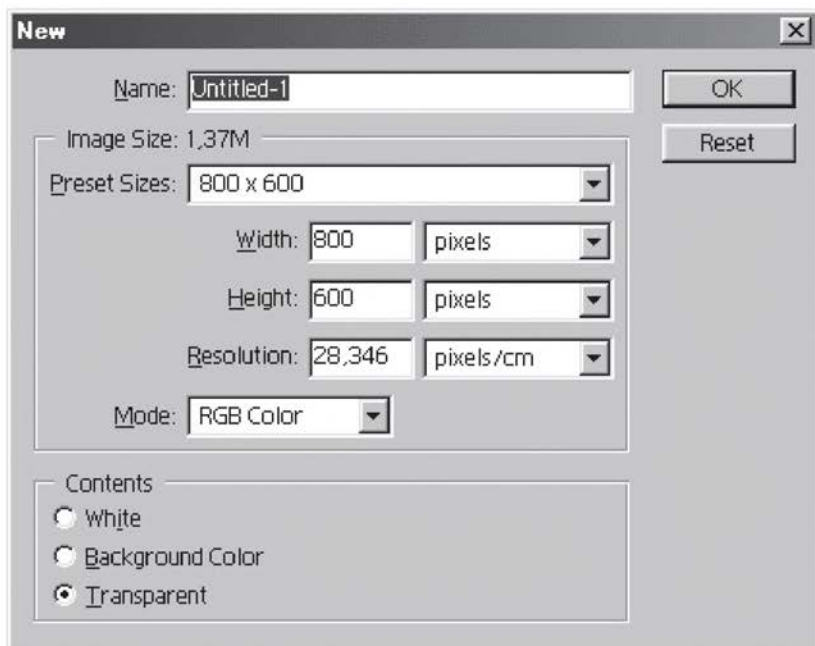 New
Name: Untitled-1
OK
Image Size: 1,37M
Reset
Preset Sizes: 800 x 600
Width: 800 pixels
Height: 600 pixels
Resolution: 28,346 pixels/cm
Mode: RGB Color
Contents
White
Background Color
Transparent